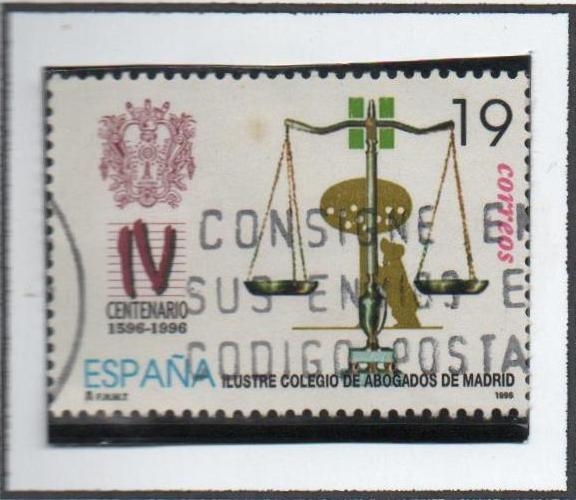 19
correos
IV
CENTENARIO
1596-1996
CONSIGNE EN
SUS ENVIOS E
CODIGO POSTA
ESPAÑA
ILUSTRE COLEGIO DE ABOGADOS DE MADRID
F.N.M.T
1996